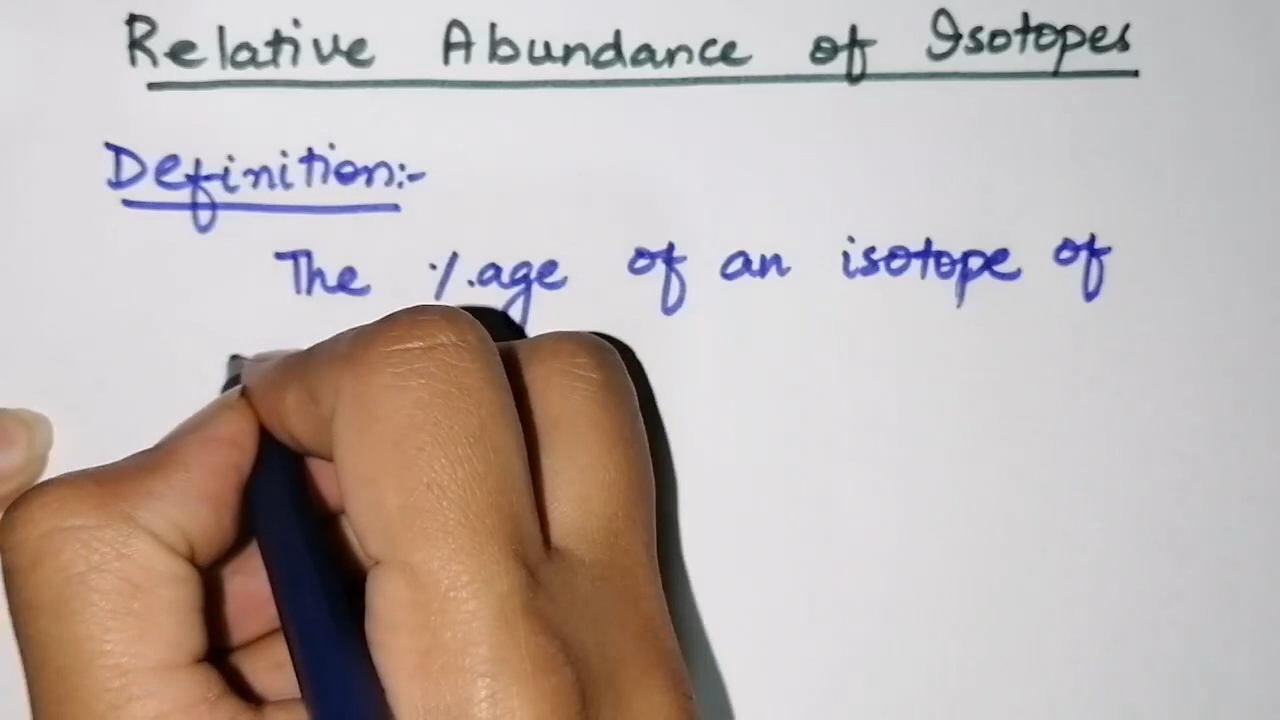 Relative Abundance of Isotopes
Definition:-
The %age of an isotope of